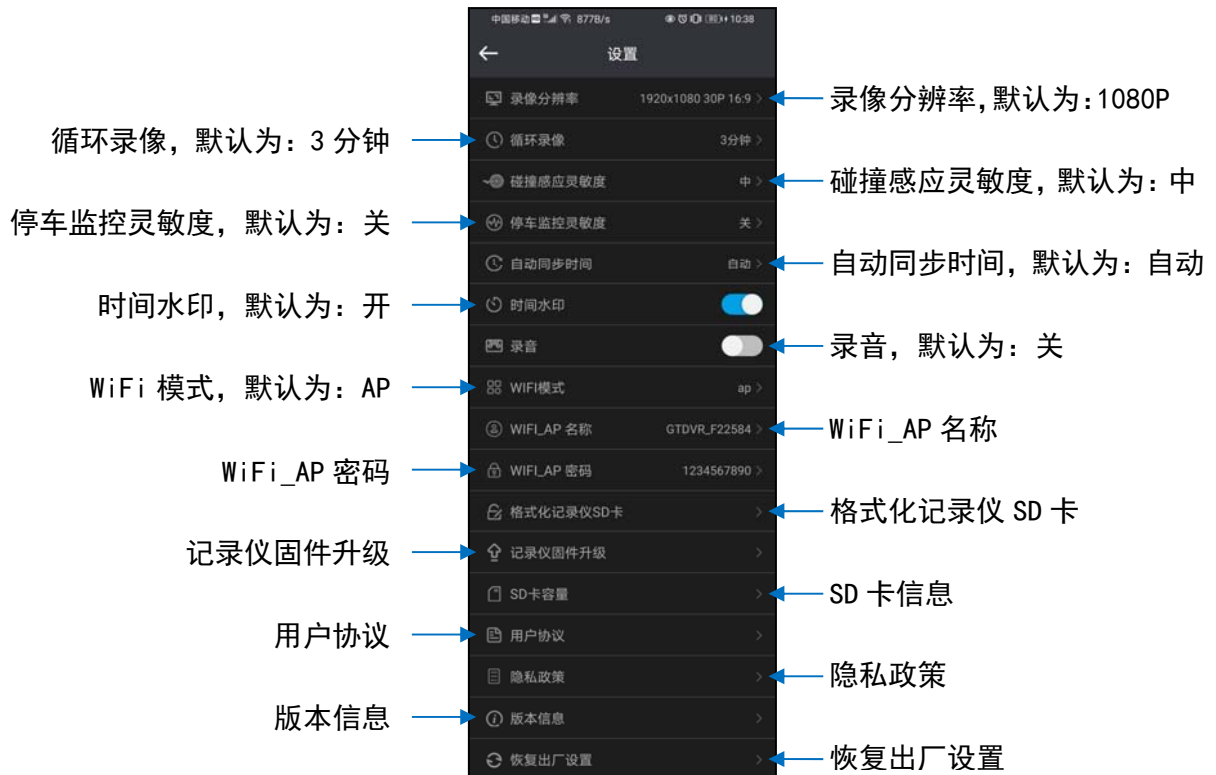 中国移动 877B/s 10:38
设置
录像分辨率 1920x1080 30P 16:9
录像分辨率,默认为:1080P
循环录像，默认为：3 分钟
循环录像 3分钟
碰撞感应灵敏度 中
碰撞感应灵敏度，默认为：中
停车监控灵敏度，默认为：关
停车监控灵敏度 关
自动同步时间 自动
自动同步时间，默认为：自动
时间水印，默认为：开
时间水印
录音
录音，默认为：关
WiFi 模式，默认为：AP
WIFI模式 ap
WIFI_AP 名称 GTDVR_F22584
WiFi_AP 名称
WiFi_AP 密码
WIFI_AP 密码 1234567890
格式化记录仪SD卡
格式化记录仪 SD 卡
记录仪固件升级
记录仪固件升级
SD卡容量
SD 卡信息
用户协议
用户协议
隐私政策
隐私政策
版本信息
版本信息
恢复出厂设置
恢复出厂设置